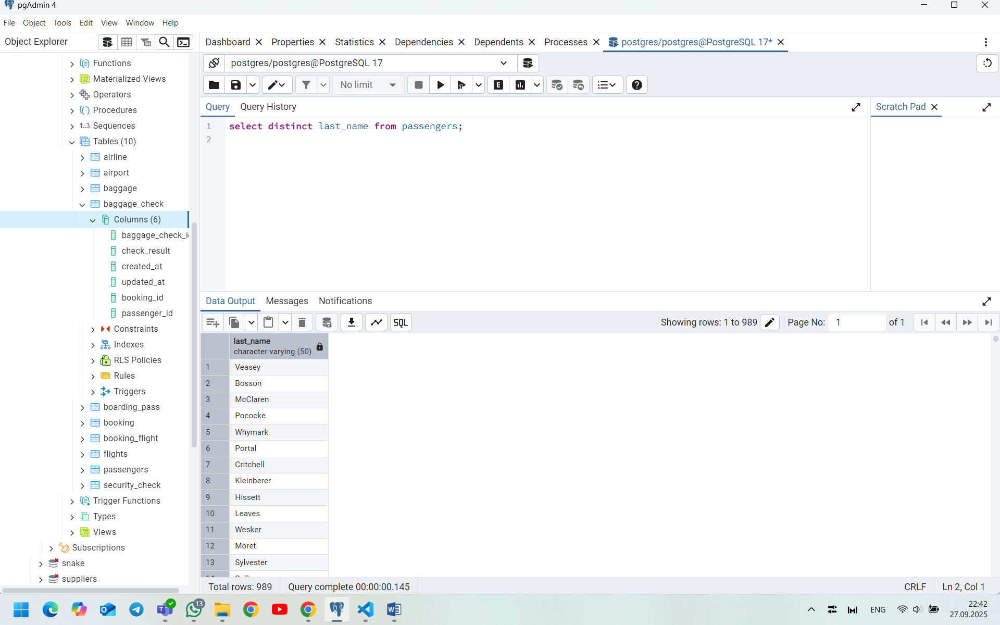 pgAdmin 4
File Object Tools Edit View Window Help
Object Explorer
Dashboard Properties Statistics Dependencies Dependents Processes postgres/postgres@PostgreSQL 17*
postgres/postgres@PostgreSQL 17
No limit
E
Query Query History
Scratch Pad
1 select distinct last_name from passengers;
2
Functions
Materialized Views
Operators
Procedures
1..3 Sequences
Tables (10)
airline
airport
baggage
baggage_check
Columns (6)
baggage_check_i
check_result
created_at
updated_at
booking_id
passenger_id
Constraints
Indexes
RLS Policies
Rules
Triggers
boarding_pass
booking
booking_flight
flights
passengers
security_check
Trigger Functions
Types
Views
Subscriptions
snake
suppliers
Data Output Messages Notifications
SQL
Showing rows: 1 to 989 Page No: 1 of 1
last_name
character varying (50)
1 Veasey
2 Bosson
3 McClaren
4 Pococke
5 Whymark
6 Portal
7 Critchell
8 Kleinberer
9 Hissett
10 Leaves
11 Wesker
12 Moret
13 Sylvester
Total rows: 989 Query complete 00:00:00.145 CRLF Ln 2, Col 1
13
ENG
22:42
27.09.2025